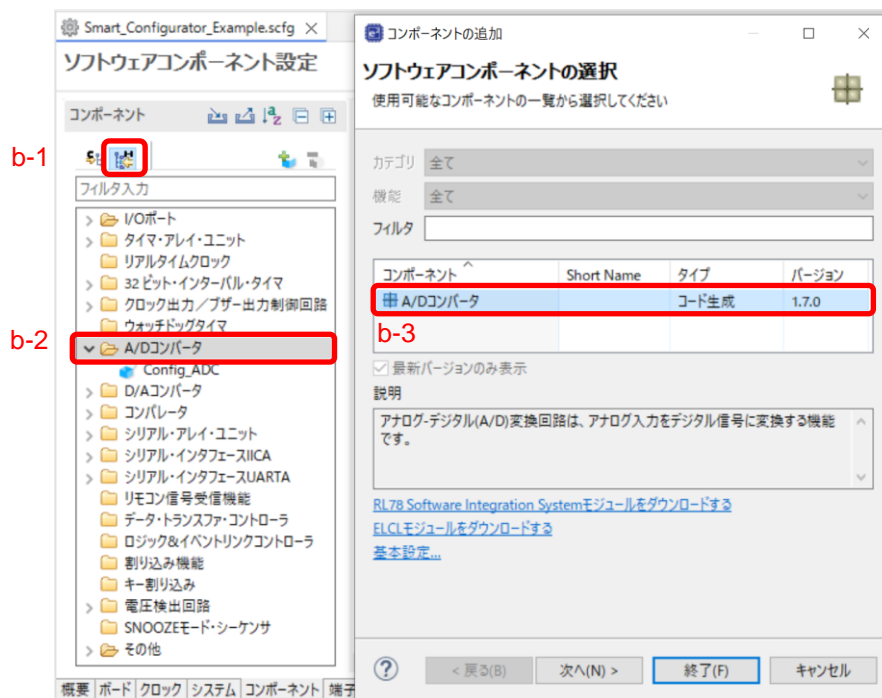 Smart_Configurator_Example.scfg
ソフトウェアコンポーネント設定
コンポーネント
b-1
フィルタ入力
I/Oポート
タイマ・アレイ・ユニット
リアルタイムクロック
32 ビット・インターバル・タイマ
クロック出力／ブザー出力制御回路
ウォッチドッグタイマ
b-2
A/Dコンバータ
Config_ADC
D/Aコンバータ
コンパレータ
シリアル・アレイ・ユニット
シリアル・インタフェースIICA
シリアル・インタフェースUARTA
リモコン信号受信機能
データ・トランスファ・コントローラ
ロジック&イベントリンクコントローラ
割り込み機能
キー割り込み
電圧検出回路
SNOOZEモード・シーケンサ
その他
概要 ボード クロック システム コンポーネント 端子
コンポーネントの追加
ソフトウェアコンポーネントの選択
使用可能なコンポーネントの一覧から選択してください
カテゴリ 全て
機能 全て
フィルタ
コンポーネント Short Name タイプ バージョン
A/Dコンバータ コード生成 1.7.0
b-3
最新バージョンのみ表示
説明
アナログ-デジタル(A/D)変換回路は、アナログ入力をデジタル信号に変換する機能
です。
RL78 Software Integration Systemモジュールをダウンロードする
ELCLモジュールをダウンロードする
基本設定...
< 戻る(B) 次へ(N) > 終了(F) キャンセル